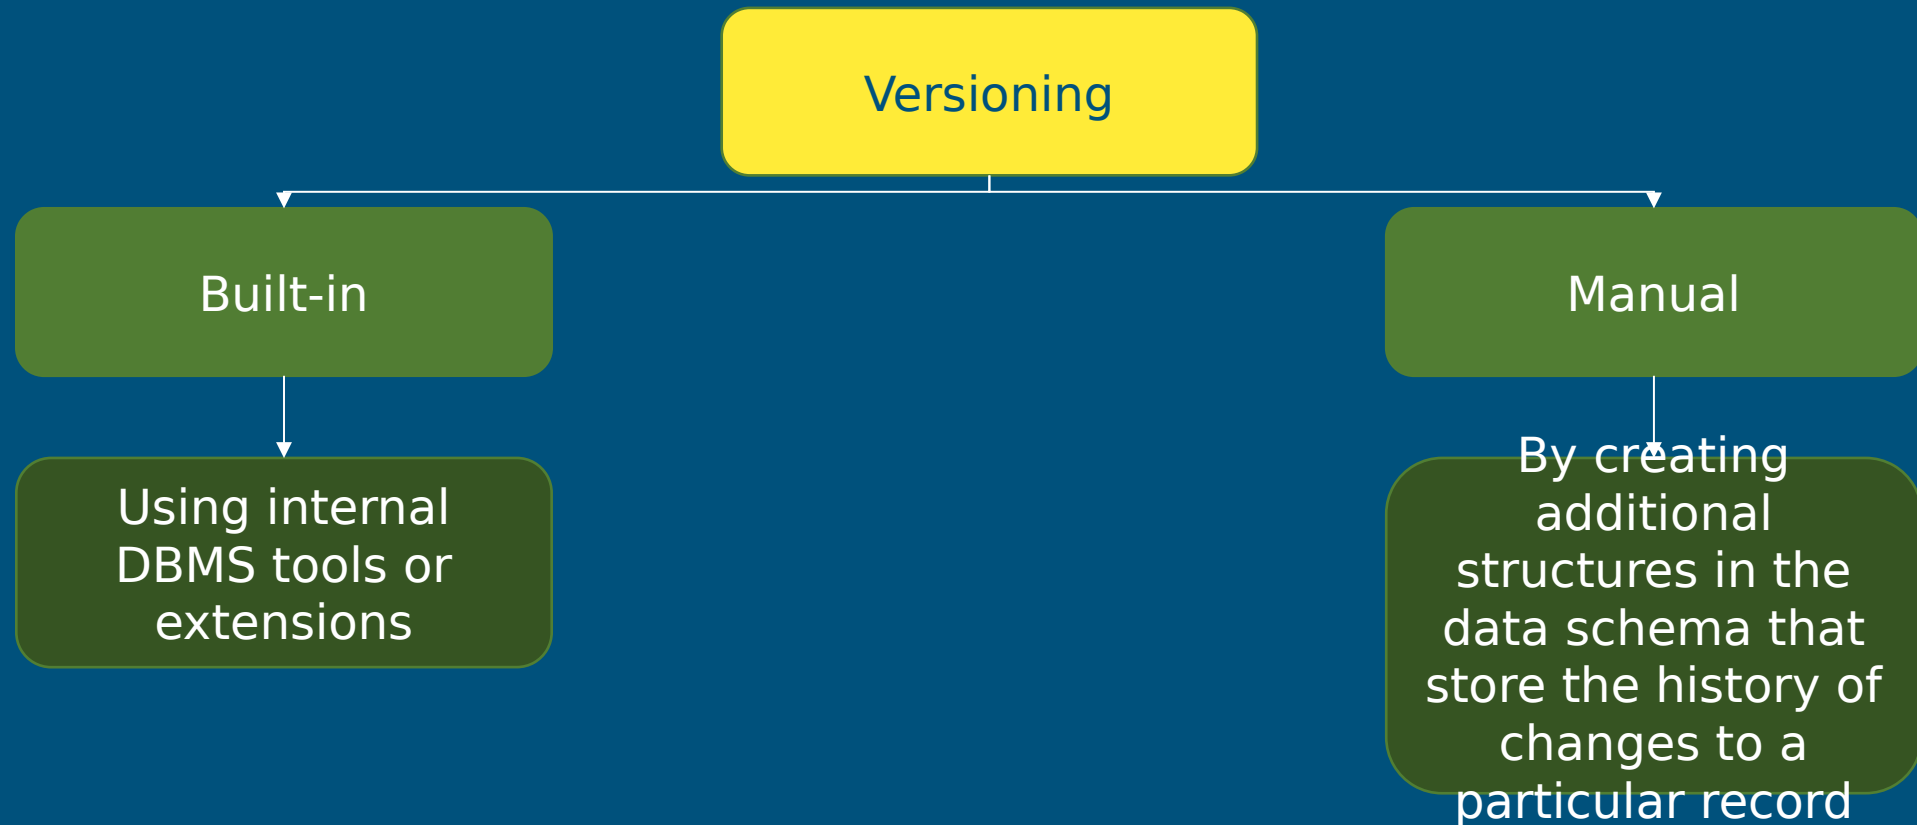 Versioning
Built-in
Manual
Using internal
DBMS tools or
extensions
By creating
additional
structures in the
data schema that
store the history of
changes to a
particular record